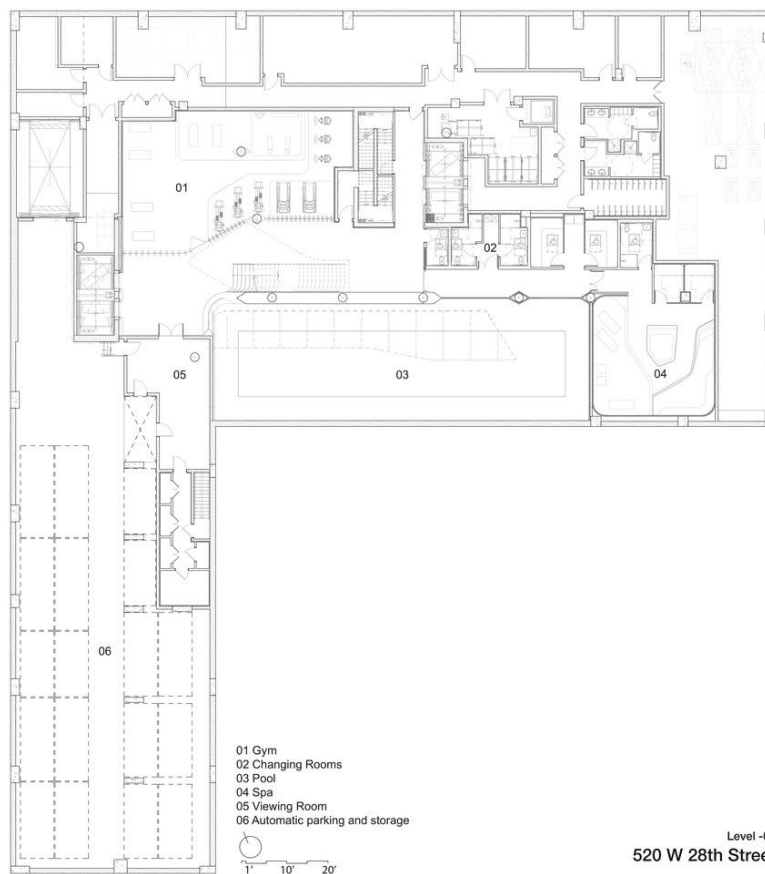 01
02
03
04
05
06
01 Gym
02 Changing Rooms
03 Pool
04 Spa
05 Viewing Room
06 Automatic parking and storage
1' 10' 20'
Level -0
520 W 28th Stree